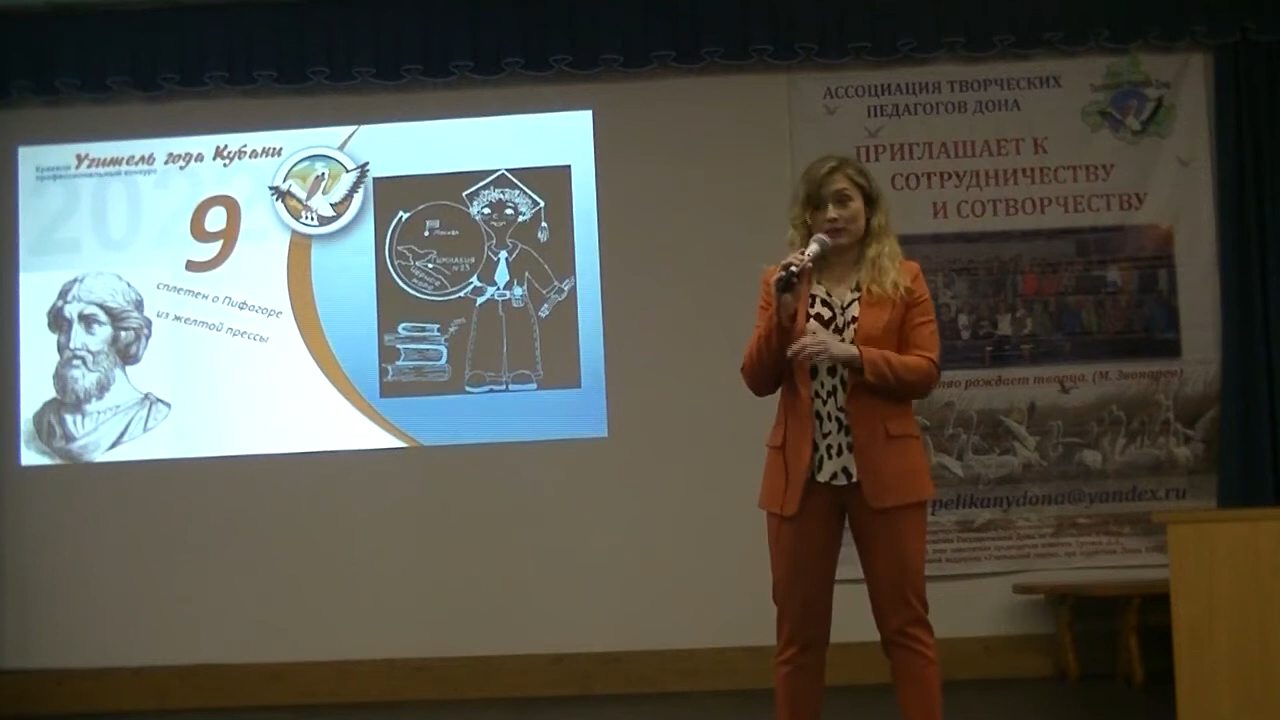 Учитель года Кубани
Краевой
профессиональный конкурс
9
сплетен о Пифагоре
из желтой прессы
Москва
ГИМНАЗИЯ
№23
ЧЕРНОЕ
МОРЕ
АССОЦИАЦИЯ ТВОРЧЕСКИХ
ПЕДАГОГОВ ДОНА
ПРИГЛАШАЕТ К
СОТРУДНИЧЕСТВУ
И СОТВОРЧЕСТВУ
рождает творца. (М. Звонарев)
pelikanydona@yandex.ru